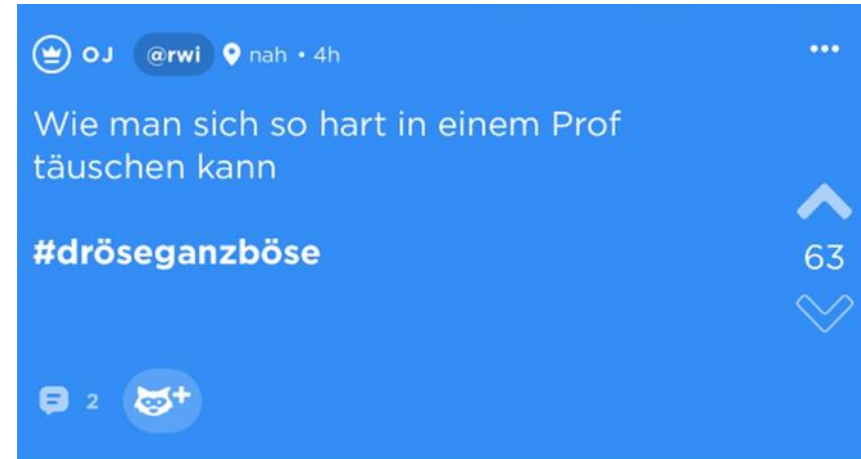 OJ @rwi nah • 4h
Wie man sich so hart in einem Prof
täuschen kann
#dröseganzböse
63
2